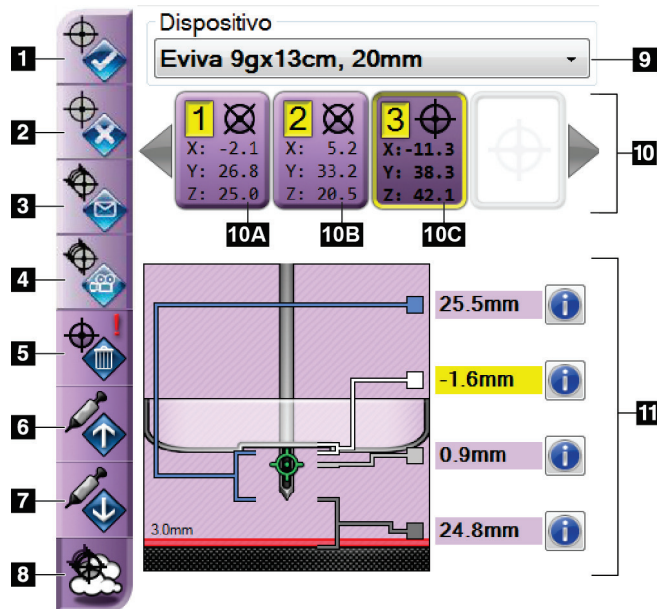 Dispositivo
1
Eviva 9gx13cm, 20mm
9
2
1
X: -2.1
Y: 26.8
Z: 25.0
2
X: 5.2
Y: 33.2
Z: 20.5
3
X:-11.3
Y: 38.3
Z: 42.1
10
3
10A
10B
10C
4
25.5mm
5
!
-1.6mm
6
11
0.9mm
7
3.0mm
24.8mm
8